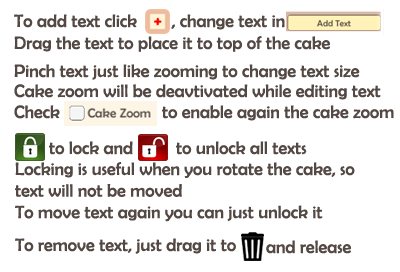 To add text click +, change text in Add Text
Drag the text to place it to top of the cake
Pinch text just like zooming to change text size
Cake zoom will be deavtivated while editing text
Check Cake Zoom to enable again the cake zoom
to lock and to unlock all texts
Locking is useful when you rotate the cake, so
text will not be moved
To move text again you can just unlock it
To remove text, just drag it to and release